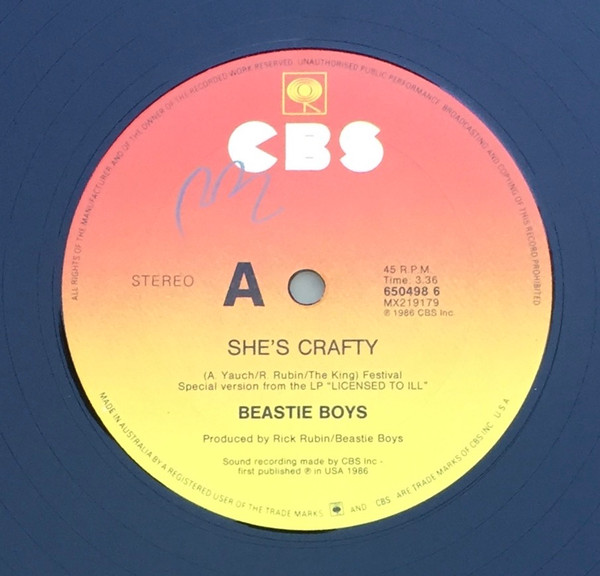 ALL RIGHTS OF THE MANUFACTURER AND OF THE OWNER OF THE RECORDED WORK RESERVED. UNAUTHORISED PUBLIC PERFORMANCE, BROADCASTING AND COPYING OF THIS RECORD PROHIBITED
CBS
STEREO
A
45 R.P.M.
Time: 3.36
650498 6
MX219179
℗ 1986 CBS Inc.
SHE'S CRAFTY
(A. Yauch/R. Rubin/The King) Festival
Special version from the LP "LICENSED TO ILL"
BEASTIE BOYS
Produced by Rick Rubin/Beastie Boys
Sound recording made by CBS Inc -
first published ℗ in USA 1986
MADE IN AUSTRALIA BY A REGISTERED USER OF THE TRADE MARKS AND CBS ARE TRADE MARKS OF CBS INC. U S A